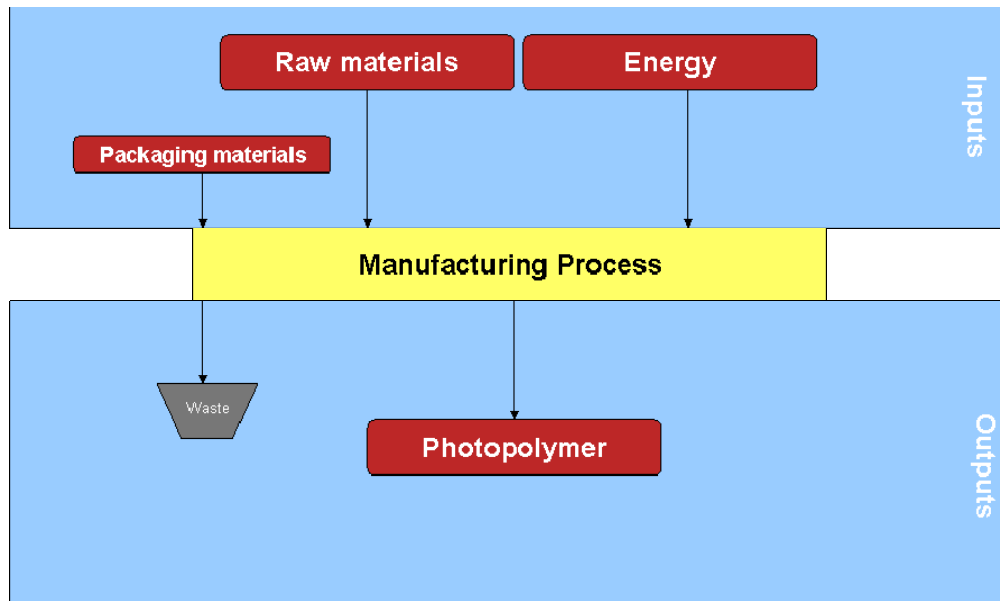 Raw materials
Energy
Inputs
Packaging materials
Manufacturing Process
Waste
Photopolymer
Outputs